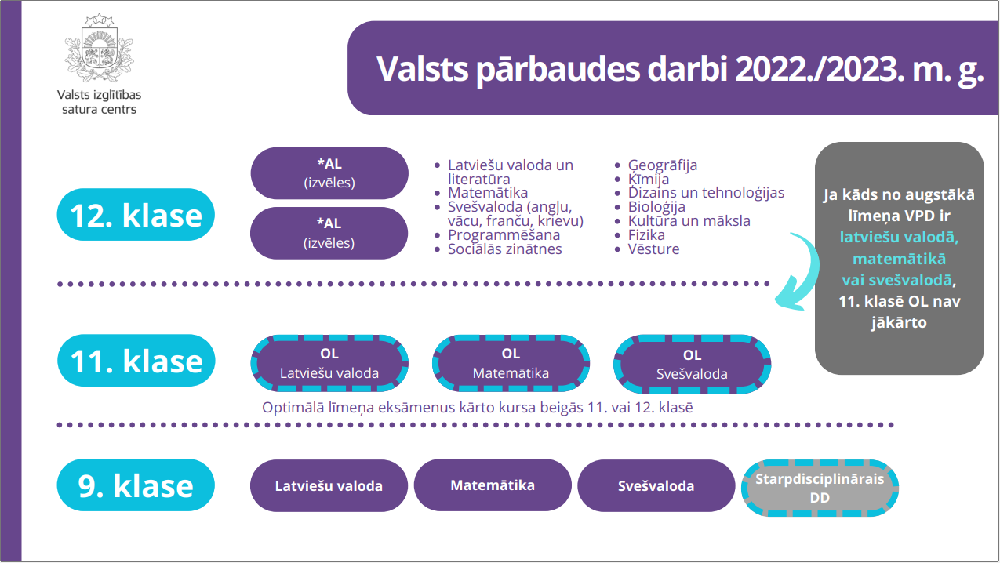 Valsts izglītības
satura centrs
Valsts pārbaudes darbi 2022./2023. m. g.
12. klase
*AL
(izvēles)
*AL
(izvēles)
Latviešu valoda un
literatūra
Matemātika
Svešvaloda (angļu,
vācu, franču, krievu)
Programmēšana
Sociālās zinātnes
Ģeogrāfija
Ķīmija
Dizains un tehnoloģijas
Bioloģija
Kultūra un māksla
Fizika
Vēsture
Ja kāds no augstākā
līmeņa VPD ir
latviešu valodā,
matemātikā
vai svešvalodā,
11. klasē OL nav
jākārto
11. klase
OL
Latviešu valoda
OL
Matemātika
OL
Svešvaloda
Optimālā līmeņa eksāmenus kārto kursa beigās 11. vai 12. klasē
9. klase
Latviešu valoda
Matemātika
Svešvaloda
Starpdisciplinārais
DD